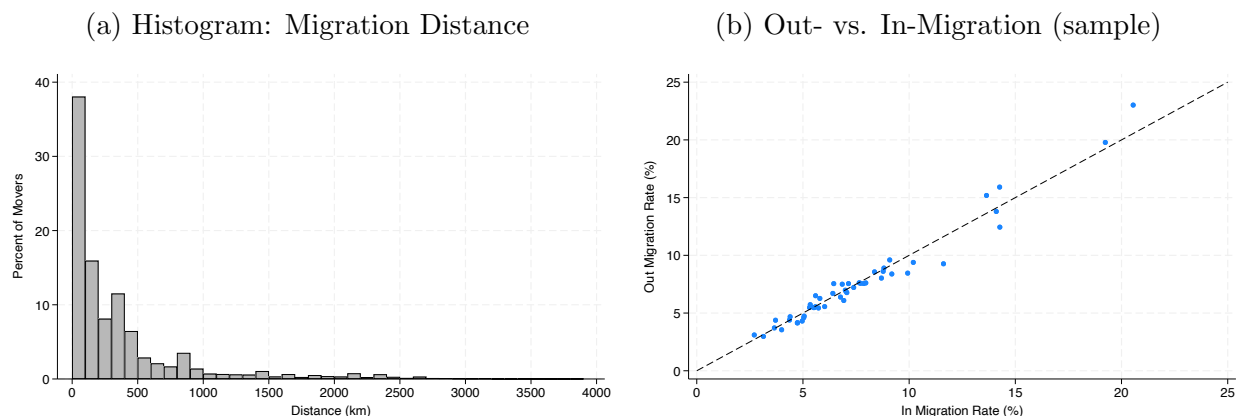 (a) Histogram: Migration Distance
40
30
20
10
0
Percent of Movers
0 500 1000 1500 2000 2500 3000 3500 4000
Distance (km)
(b) Out- vs. In-Migration (sample)
25
20
15
10
5
0
Out Migration Rate (%)
0 5 10 15 20 25
In Migration Rate (%)